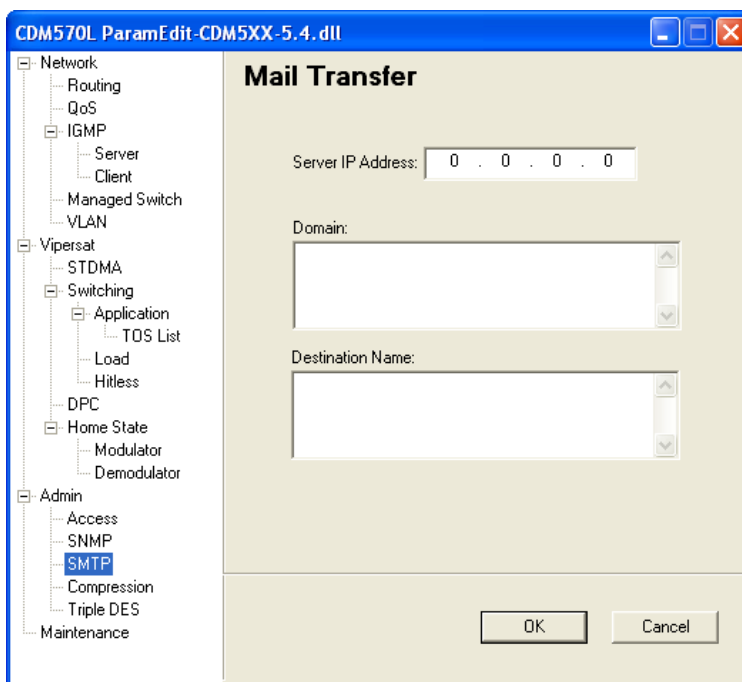 CDM570L ParamEdit-CDM5XX-5.4.dll
Network
Routing
QoS
IGMP
Server
Client
Managed Switch
VLAN
Vipersat
STDMA
Switching
Application
TOS List
Load
Hitless
DPC
Home State
Modulator
Demodulator
Admin
Access
SNMP
SMTP
Compression
Triple DES
Maintenance
Mail Transfer
Server IP Address: 0 . 0 . 0 . 0
Domain:
Destination Name:
OK Cancel